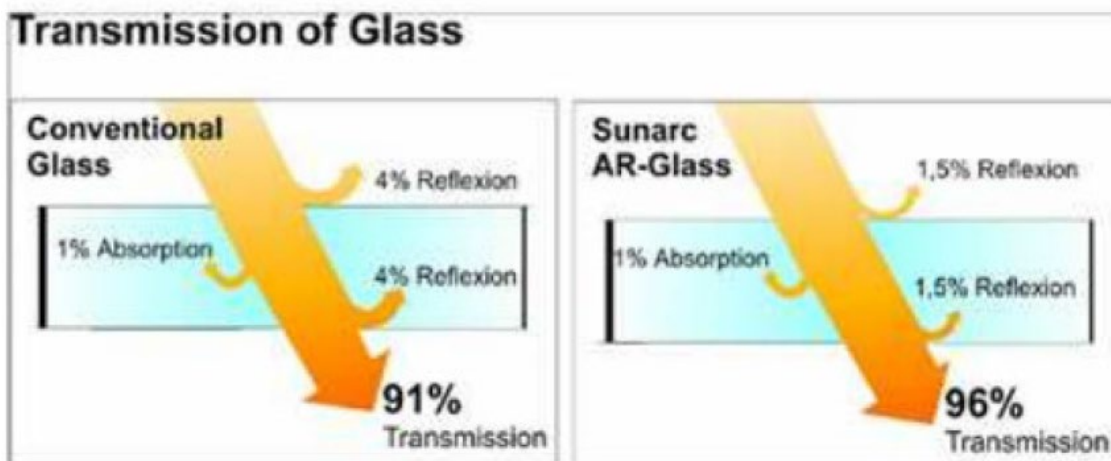 Transmission of Glass
Conventional
Glass
4% Reflexion
1% Absorption
4% Reflexion
91%
Transmission
Sunarc
AR-Glass
1,5% Reflexion
1% Absorption
1,5% Reflexion
96%
Transmission